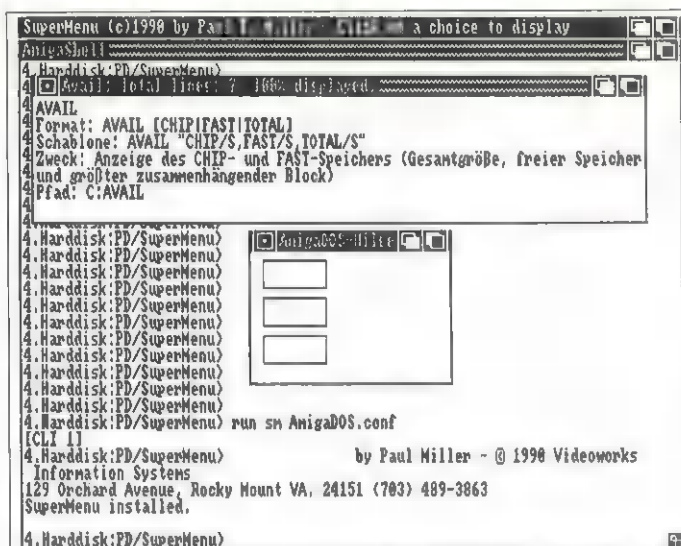 SuperMenu (c)1990 by a choice to display
AmigaShell
4.Harddisk:PD/SuperMenu>
Avail: Total lines: 7 100% displayed.
AVAIL
Format: AVAIL [CHIP|FAST|TOTAL]
Schablone: AVAIL "CHIP/S,FAST/S,TOTAL/S"
Zweck: Anzeige des CHIP- und FAST-Speichers (Gesamtgröße, freier Speicher
und größter zusammenhängender Block)
Pfad: C:AVAIL
4.Harddisk:PD/SuperMenu>
4.Harddisk:PD/SuperMenu>
AmigaDOS-Hilfe
4.Harddisk:PD/SuperMenu>
4.Harddisk:PD/SuperMenu>
4.Harddisk:PD/SuperMenu>
4.Harddisk:PD/SuperMenu>
4.Harddisk:PD/SuperMenu>
4.Harddisk:PD/SuperMenu>
4.Harddisk:PD/SuperMenu>
4.Harddisk:PD/SuperMenu>
4.Harddisk:PD/SuperMenu>
4.Harddisk:PD/SuperMenu>
4.Harddisk:PD/SuperMenu> run sm AmigaDOS.conf
[CLI 1]
4.Harddisk:PD/SuperMenu> by Paul Miller - © 1990 Videoworks
Information Systems
129 Orchard Avenue, Rocky Mount VA, 24151 (703) 489-3863
SuperMenu installed.
4.Harddisk:PD/SuperMenu>